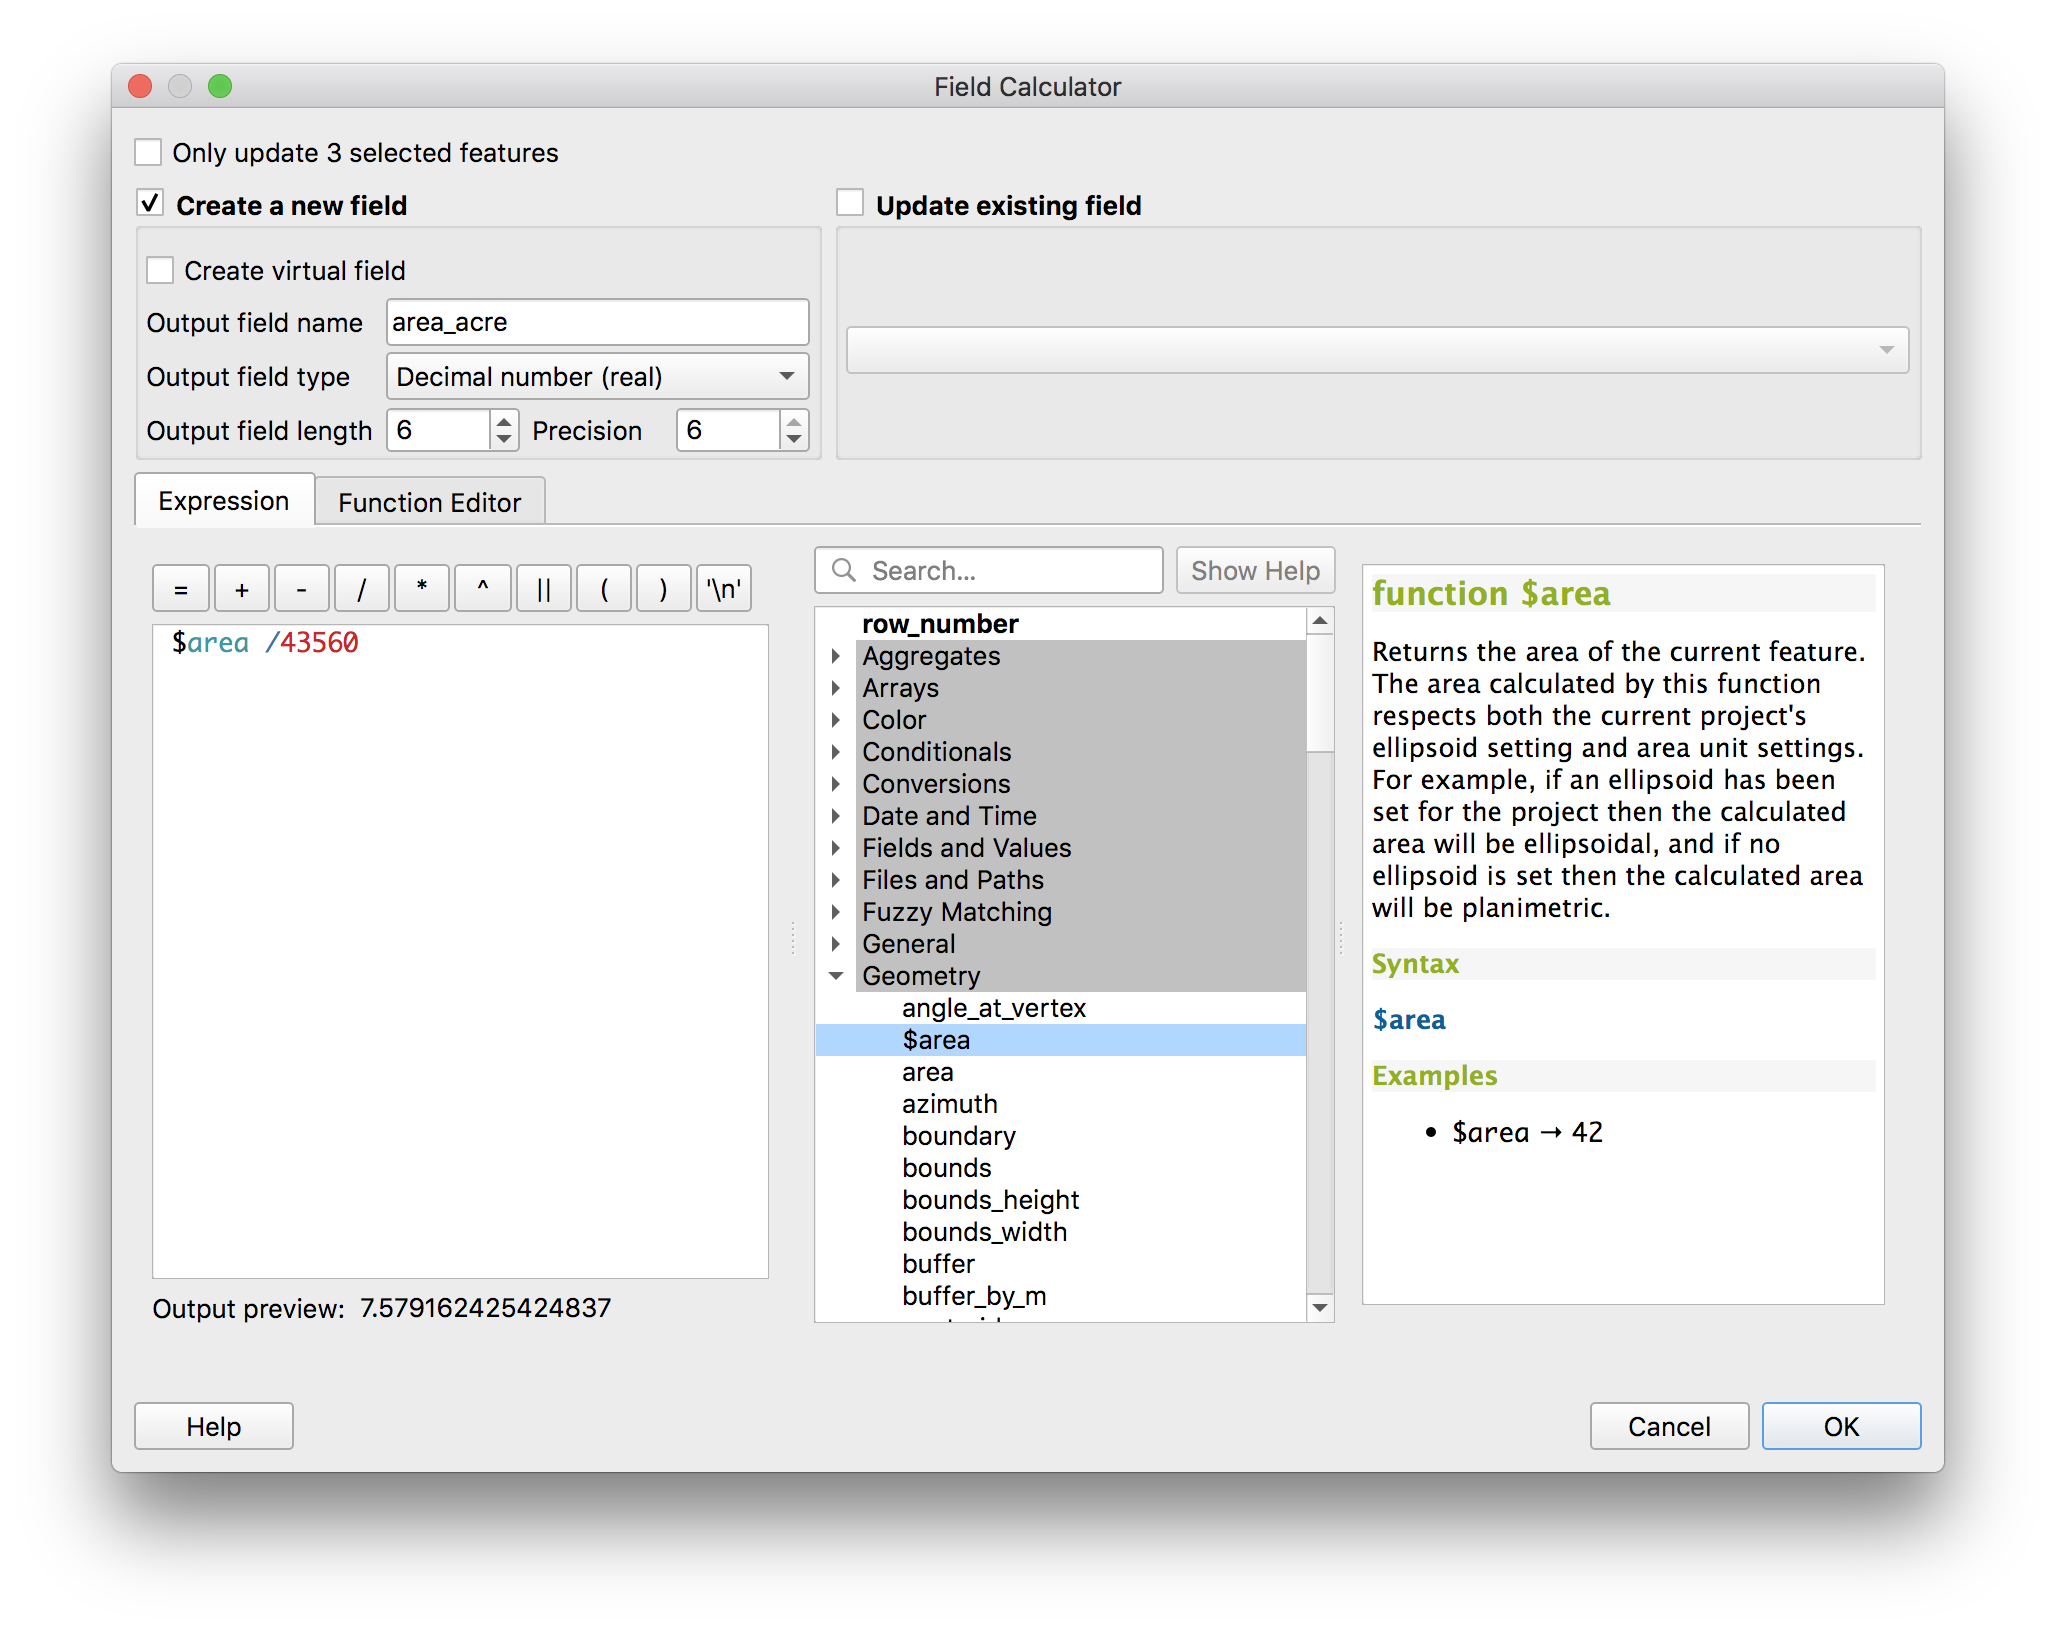 Field Calculator
Only update 3 selected features
Create a new field
Update existing field
Create virtual field
Output field name area_acre
Output field type Decimal number (real)
Output field length 6 Precision 6
Expression Function Editor
= + - / * ^ || ( ) '\n'
$area /43560
Output preview: 7.579162425424837
Search...
Show Help
row_number
Aggregates
Arrays
Color
Conditionals
Conversions
Date and Time
Fields and Values
Files and Paths
Fuzzy Matching
General
Geometry
angle_at_vertex
$area
area
azimuth
boundary
bounds
bounds_height
bounds_width
buffer
buffer_by_m
function $area
Returns the area of the current feature.
The area calculated by this function
respects both the current project's
ellipsoid setting and area unit settings.
For example, if an ellipsoid has been
set for the project then the calculated
area will be ellipsoidal, and if no
ellipsoid is set then the calculated area
will be planimetric.
Syntax
$area
Examples
• $area → 42
Help
Cancel
OK